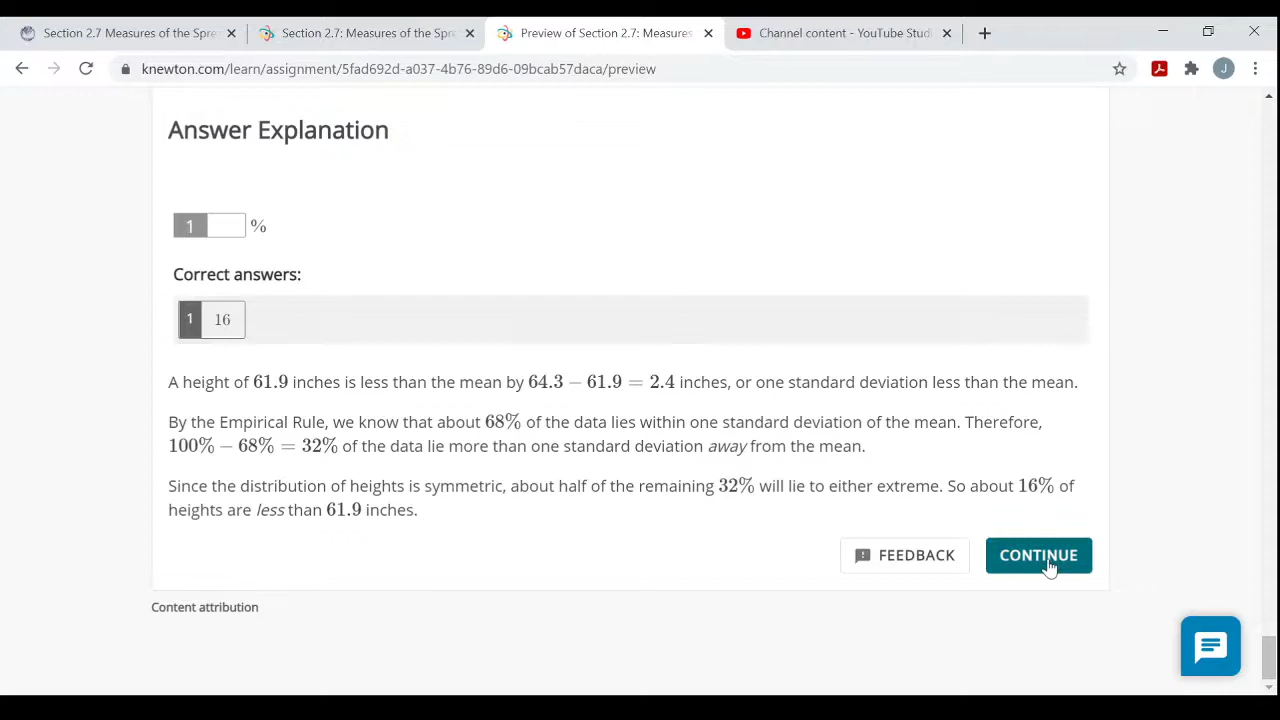 Section 2.7 Measures of the Spre
Section 2.7: Measures of the Spre
Preview of Section 2.7: Measures
Channel content - YouTube Stud
knewton.com/learn/assignment/5fad692d-a037-4b76-89d6-09bcab57daca/preview
J
Answer Explanation
1 %
Correct answers:
1 16
A height of 61.9 inches is less than the mean by 64.3 − 61.9 = 2.4 inches, or one standard deviation less than the mean.
By the Empirical Rule, we know that about 68% of the data lies within one standard deviation of the mean. Therefore,
100% − 68% = 32% of the data lie more than one standard deviation away from the mean.
Since the distribution of heights is symmetric, about half of the remaining 32% will lie to either extreme. So about 16% of
heights are less than 61.9 inches.
FEEDBACK
CONTINUE
Content attribution